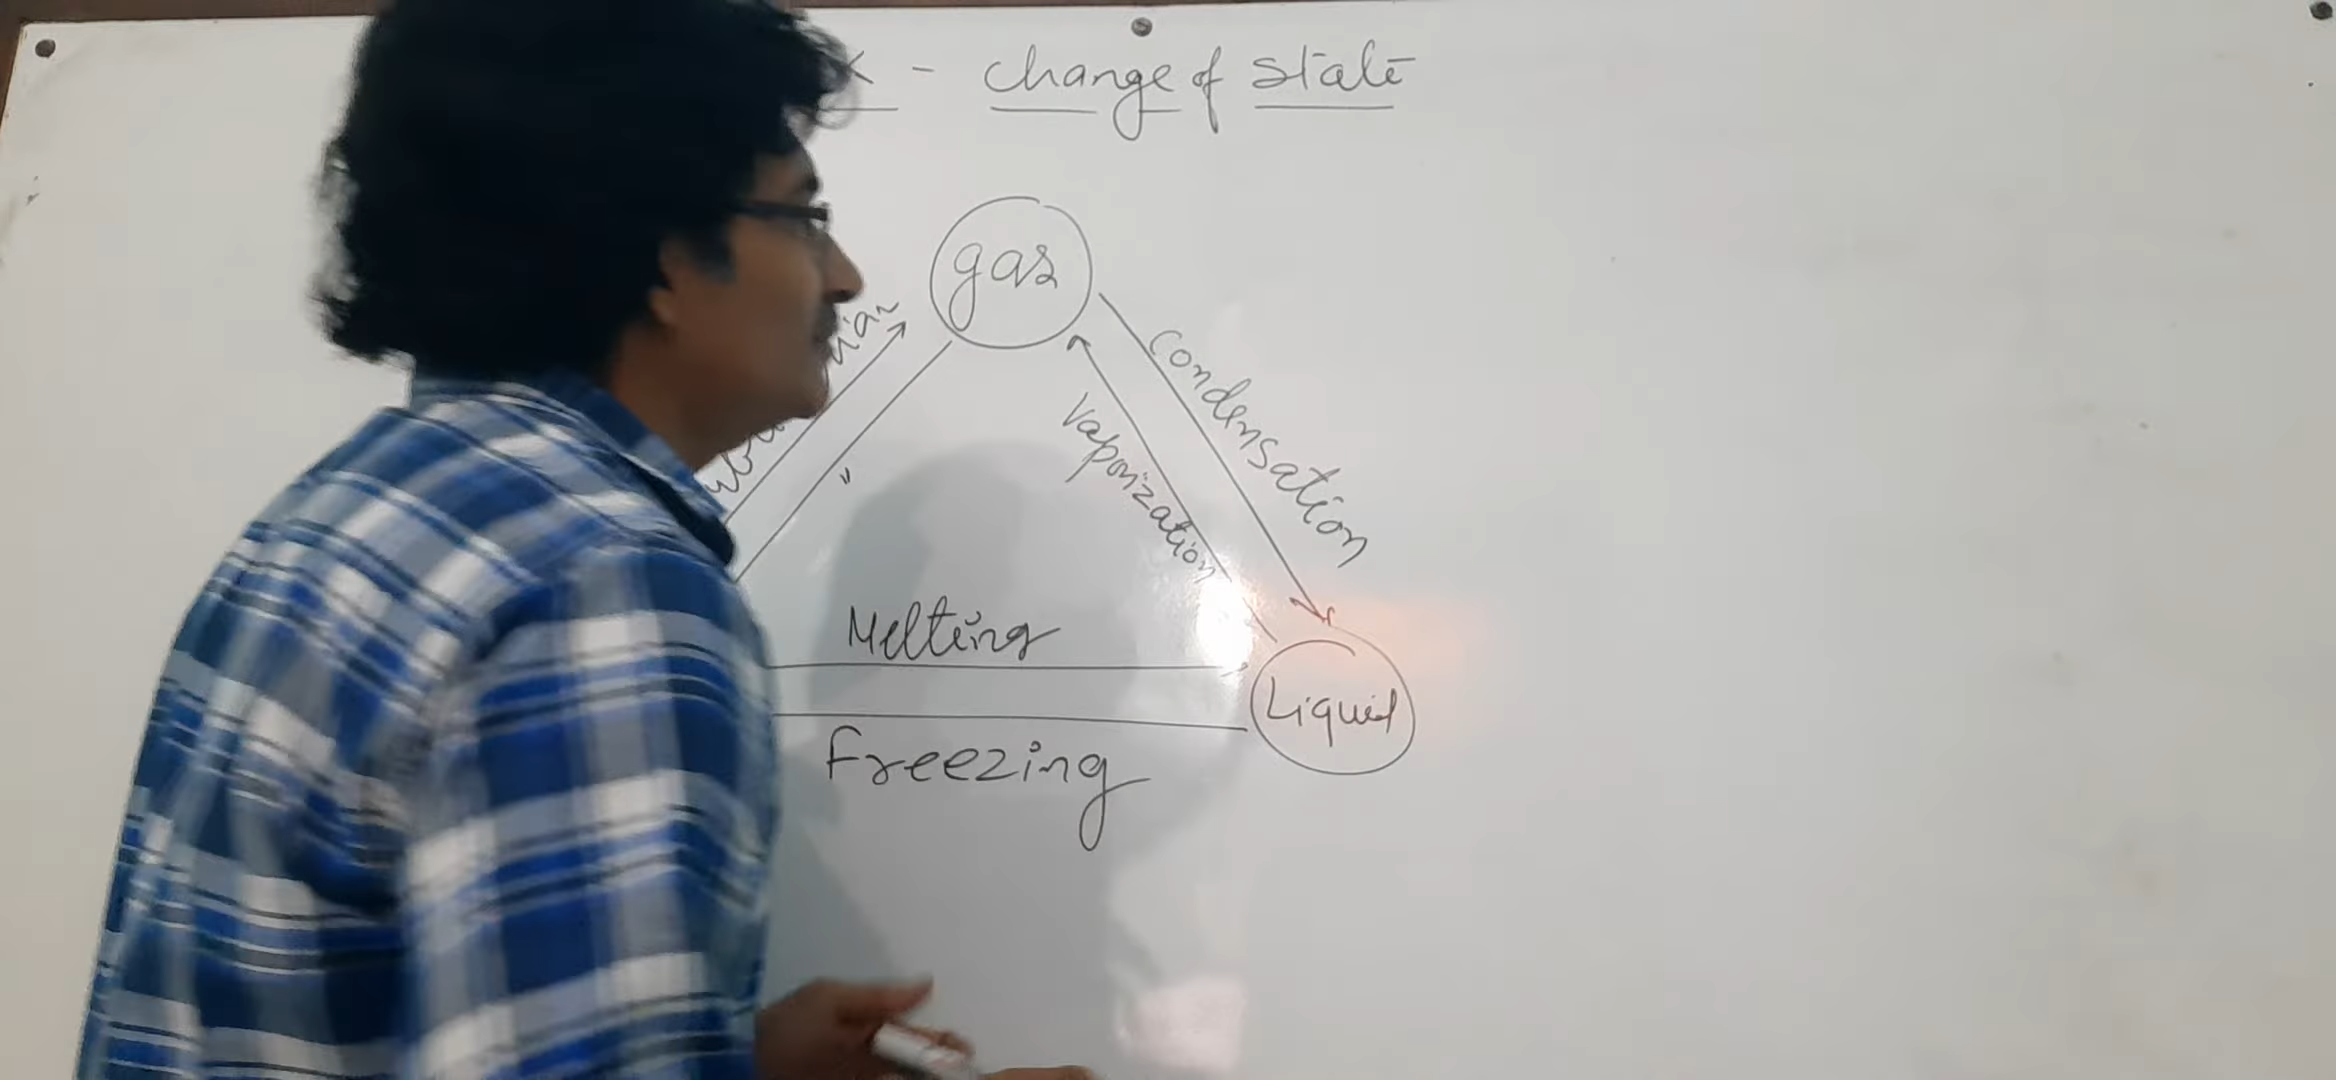 - Change of State
gas
Condensation
Vaporization
"
Melting
Liquid
Freezing